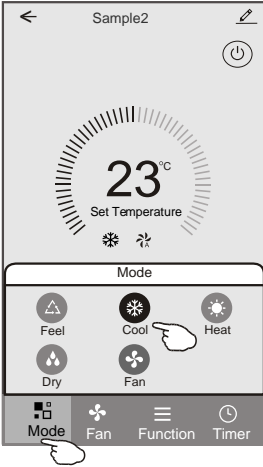 Sample2
23°C
Set Temperature
A
Mode
Feel
Cool
Heat
Dry
Fan
Mode
Fan
Function
Timer